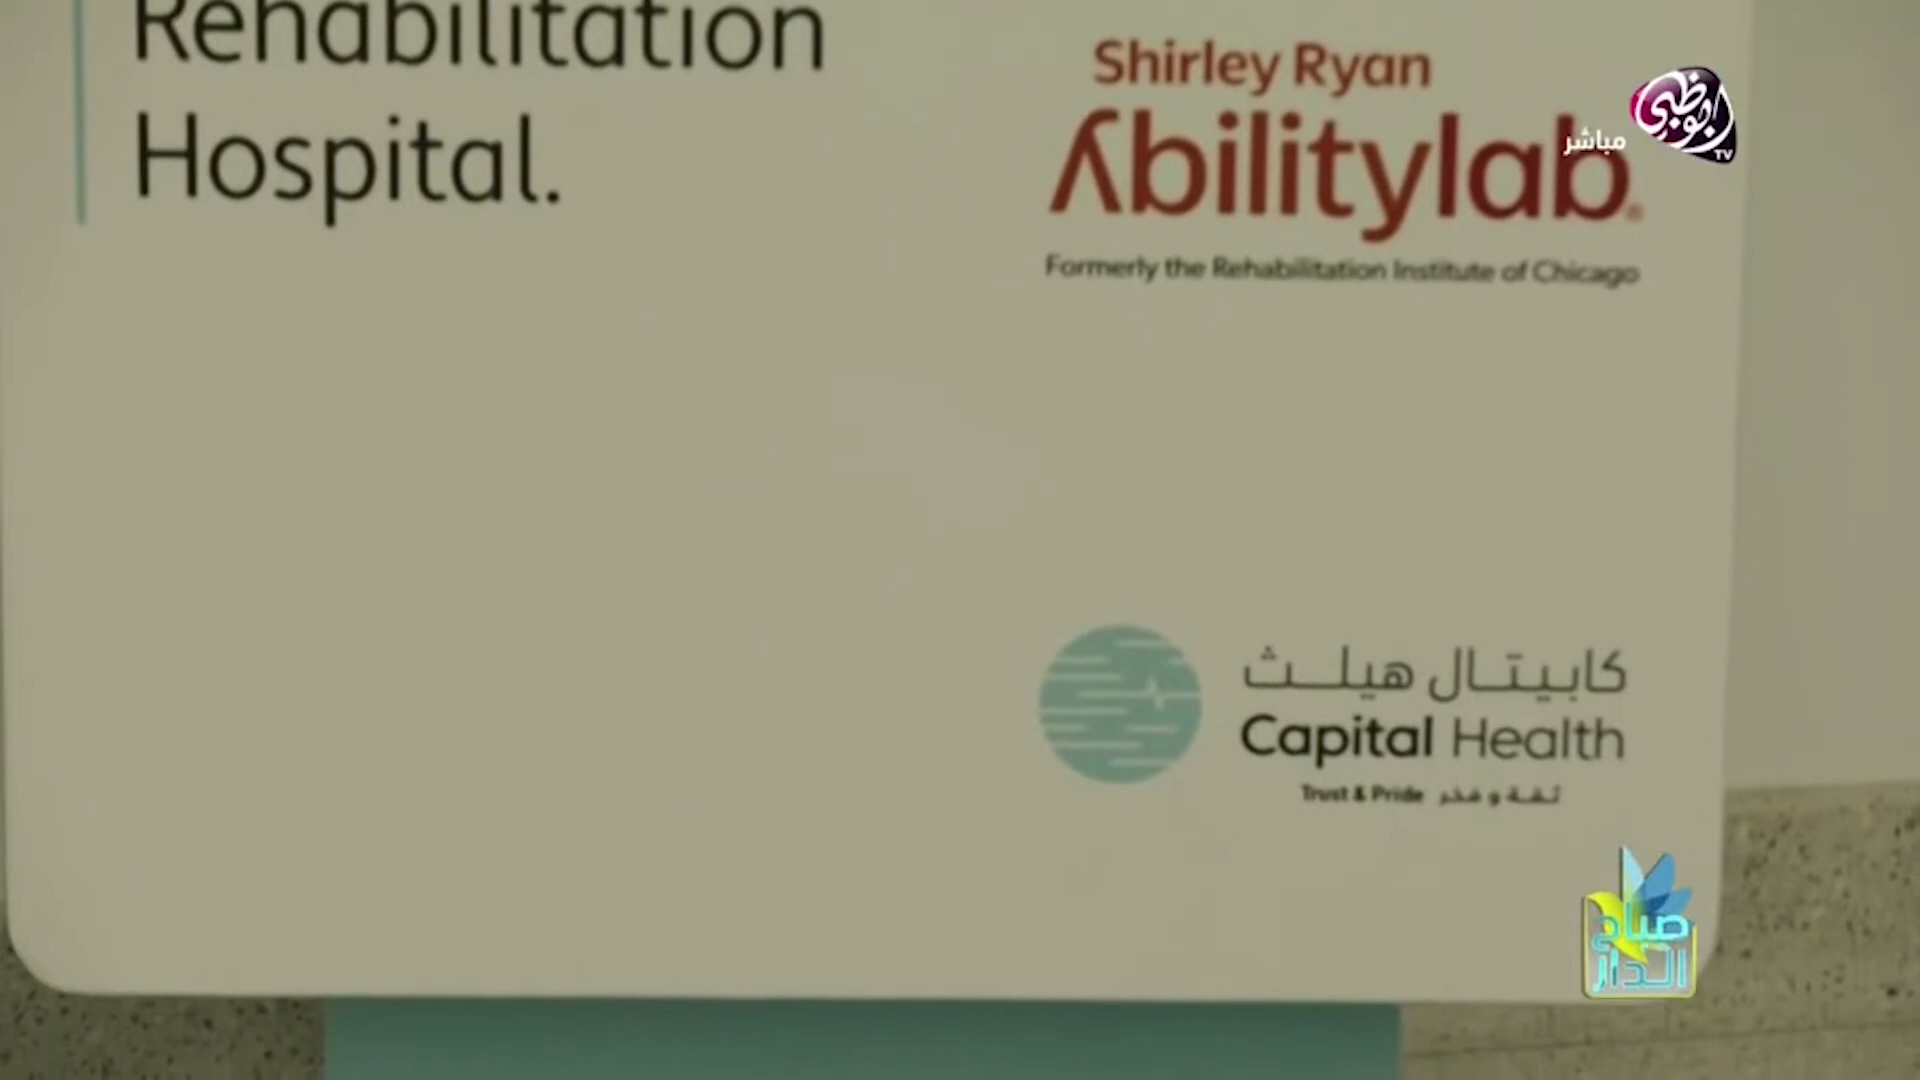 Rehabilitation
Hospital.
Shirley Ryan
Abilitylab®
Formerly the Rehabilitation Institute of Chicago
كابيتال هيلث
Capital Health
Trust & Pride ثقة و فخر
مباشر
أبوظبي
TV
صباح
الدار